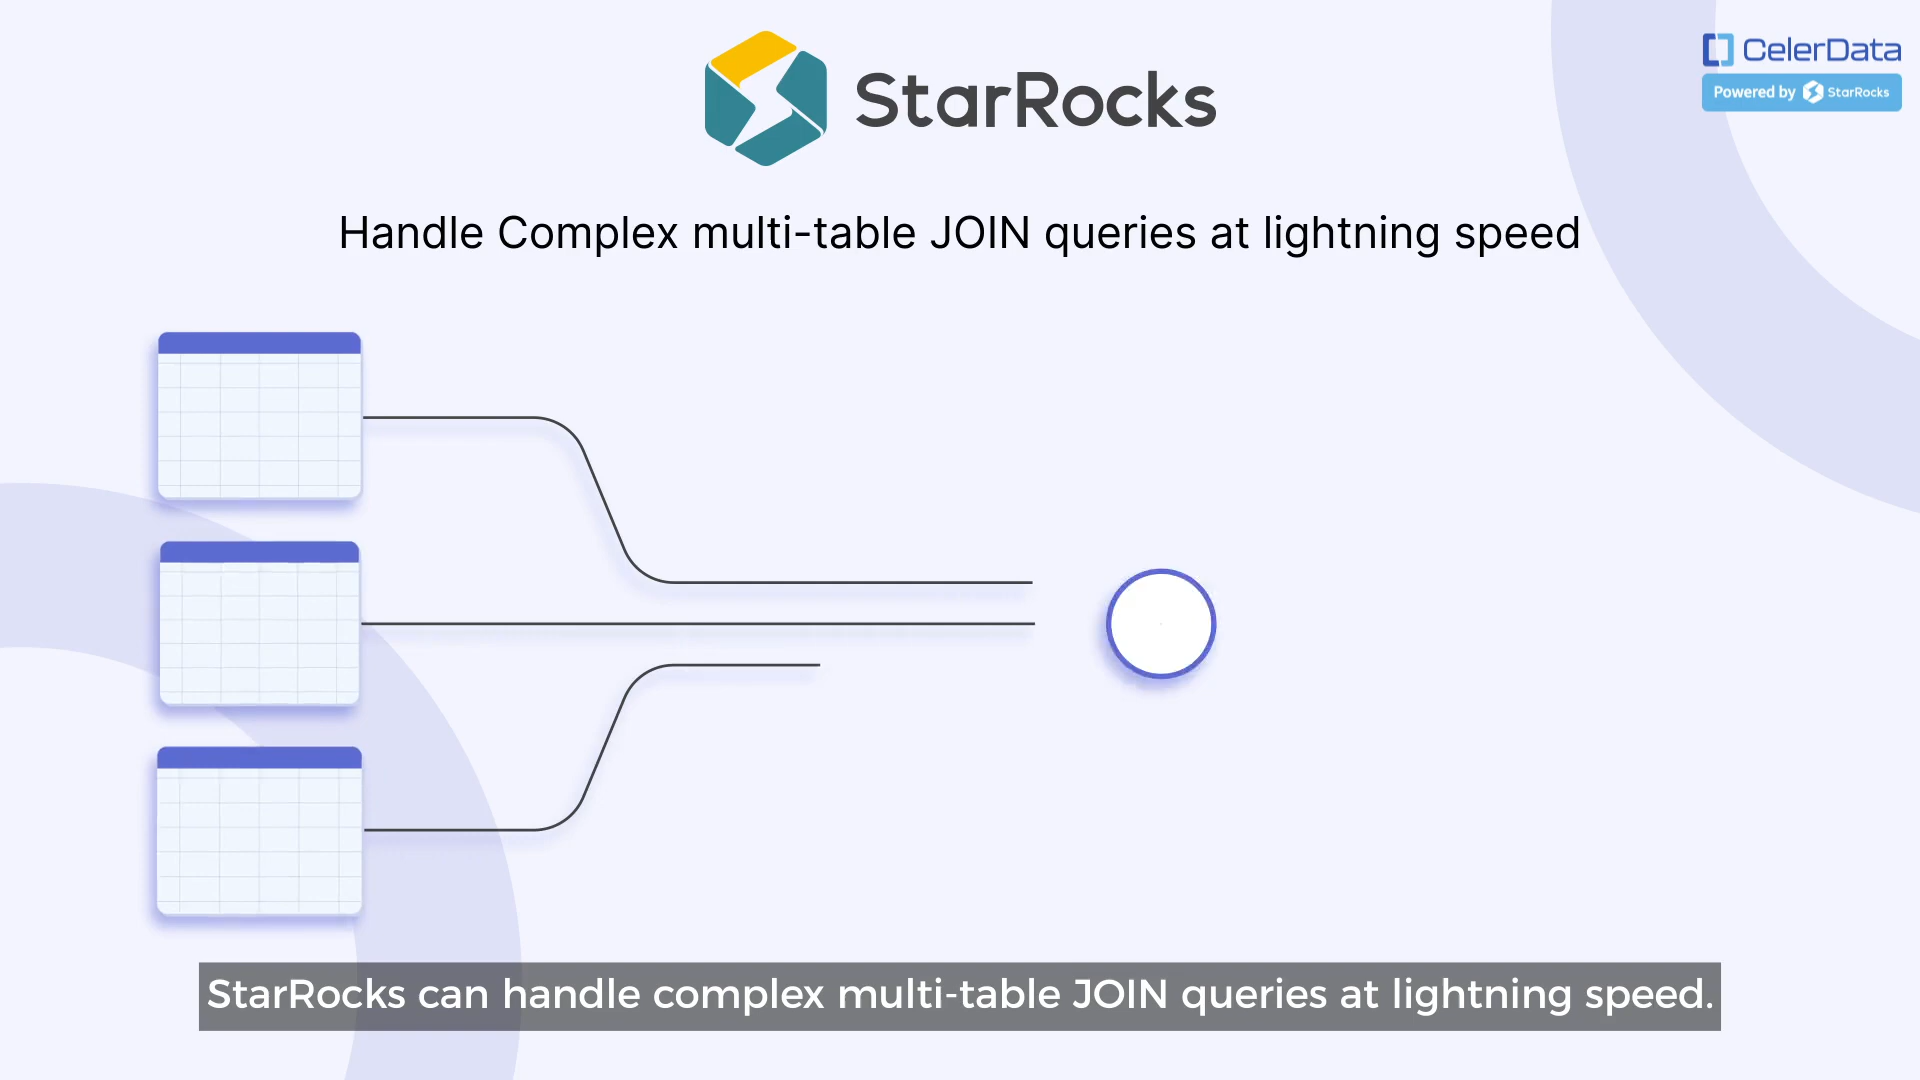 StarRocks
CelerData
Powered by StarRocks
Handle Complex multi-table JOIN queries at lightning speed
StarRocks can handle complex multi-table JOIN queries at lightning speed.